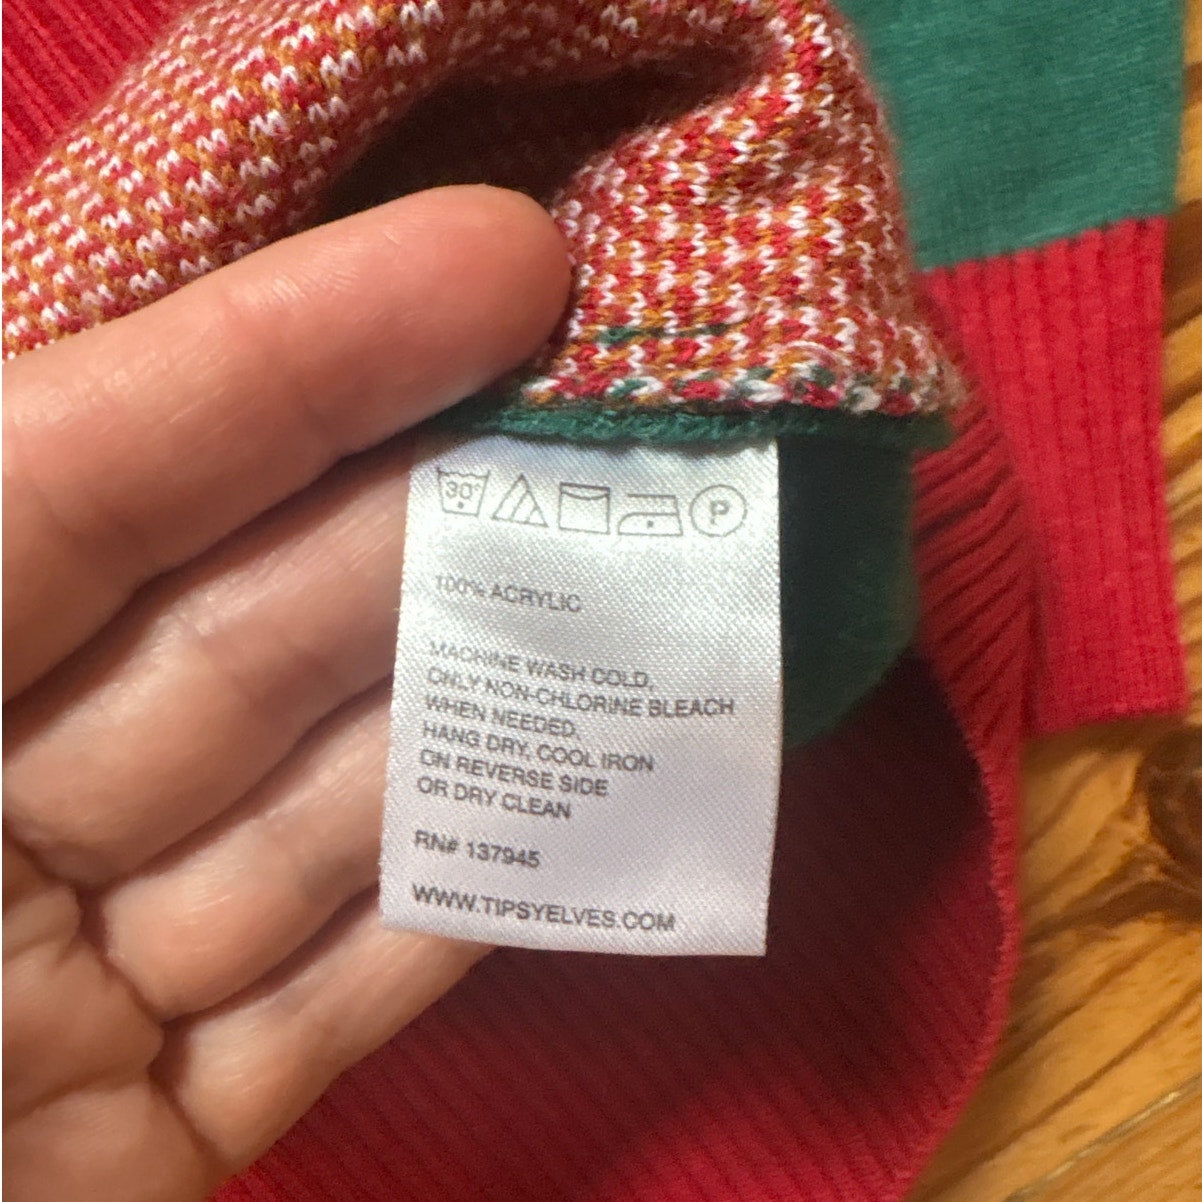 30°
P
100% ACRYLIC
MACHINE WASH COLD,
ONLY NON-CHLORINE BLEACH
WHEN NEEDED.
HANG DRY. COOL IRON
ON REVERSE SIDE
OR DRY CLEAN
RN# 137945
WWW.TIPSYELVES.COM